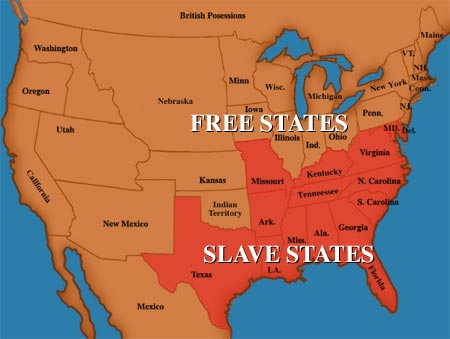 British Posessions
Maine
Washington
VT.
NH.
Minn
Mass.
Oregon
Wisc.
Michigan
New York
Conn.
Nebraska
Iowa
Penn.
N.J.
FREE STATES
Utah
Illinois
Ind.
Ohio
MD.
Del.
Virginia
California
Kansas
Missouri
Kentucky
Tennessee
N. Carolina
Indian
Territory
S. Carolina
New Mexico
Ark.
Miss.
Ala.
Georgia
SLAVE STATES
Texas
LA.
Florida
Mexico